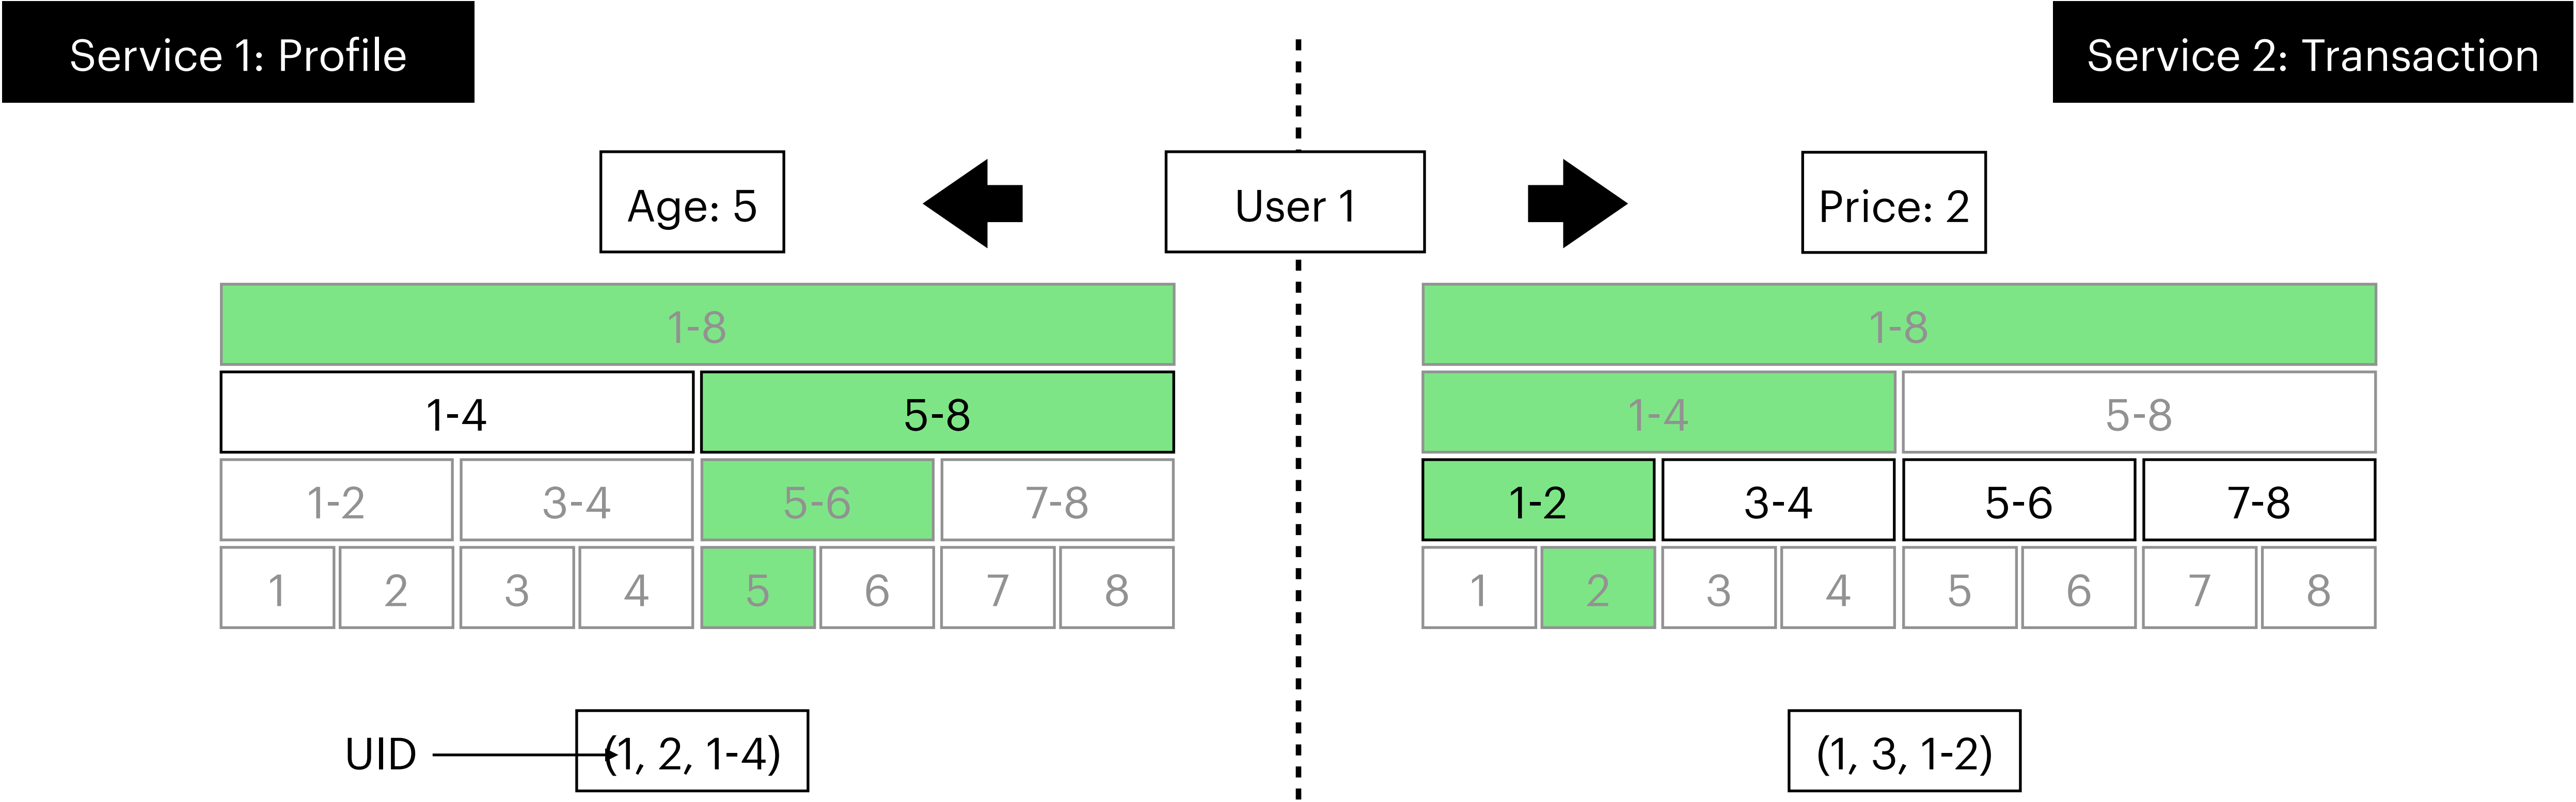 Service 1: Profile
Service 2: Transaction
Age: 5
User 1
Price: 2
1-8
1-8
1-4 5-8
1-4 5-8
1-2 3-4 5-6 7-8
1-2 3-4 5-6 7-8
1 2 3 4 5 6 7 8
1 2 3 4 5 6 7 8
UID
(1, 2, 1-4)
(1, 3, 1-2)